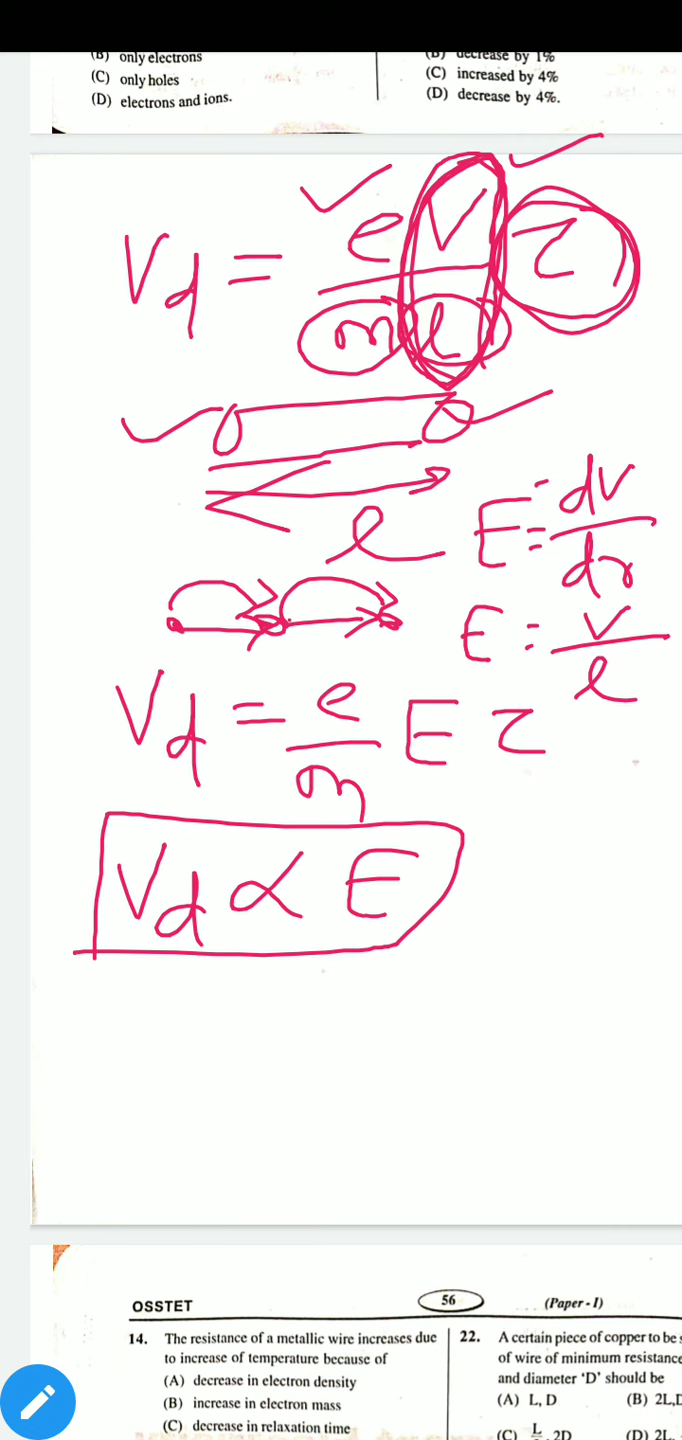 (B) only electrons
(C) only holes
(D) electrons and ions.
(B) decrease by 1%
(C) increased by 4%
(D) decrease by 4%.
Vd = eV/ml τ
l
E = -dV/dr
E = V/l
Vd = e/m E τ
Vd ∝ E
OSSTET 56 (Paper - I)
14. The resistance of a metallic wire increases due
to increase of temperature because of
(A) decrease in electron density
(B) increase in electron mass
(C) decrease in relaxation time
22. A certain piece of copper to be
of wire of minimum resistance
and diameter 'D' should be
(A) L, D (B) 2L,
(C) L , 2D (D) 2L.